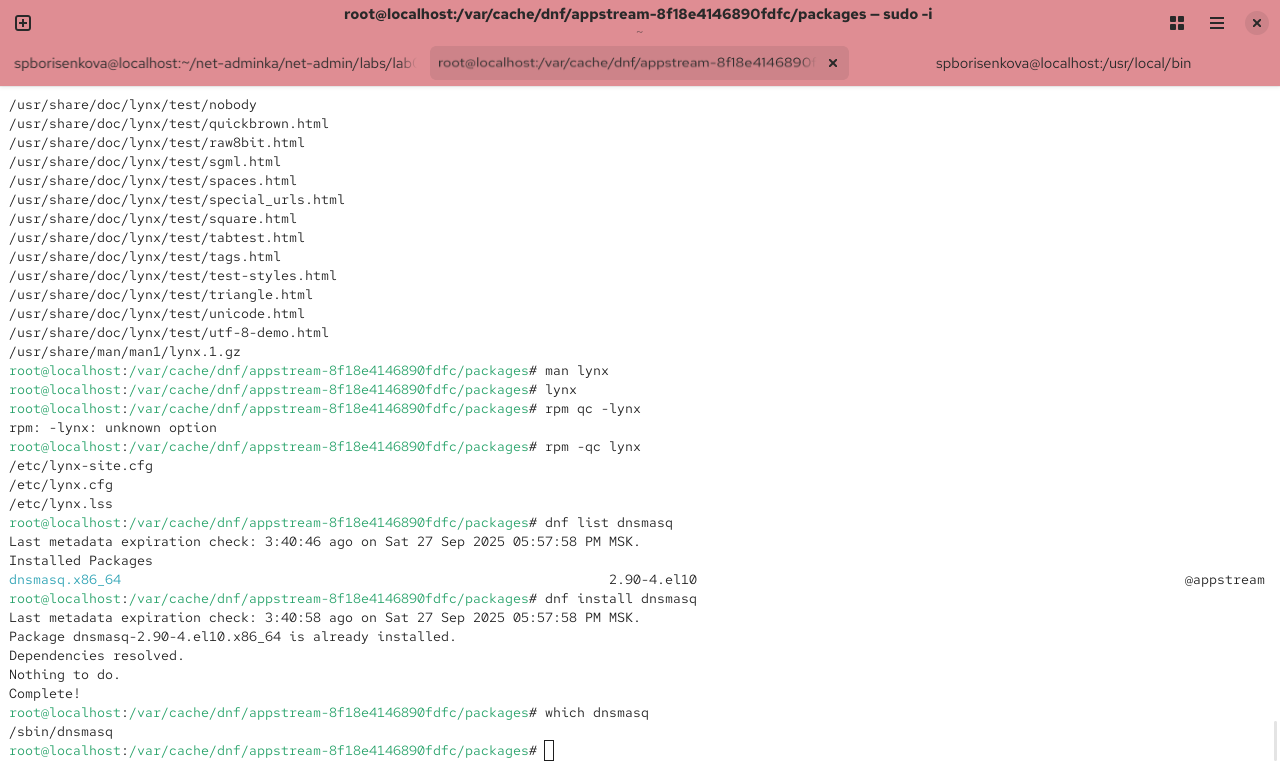 root@localhost:/var/cache/dnf/appstream-8f18e4146890fdfc/packages — sudo -i
~
spborisenkova@localhost:~/net-adminka/net-admin/labs/lab
root@localhost:/var/cache/dnf/appstream-8f18e4146890f
spborisenkova@localhost:/usr/local/bin
/usr/share/doc/lynx/test/nobody
/usr/share/doc/lynx/test/quickbrown.html
/usr/share/doc/lynx/test/raw8bit.html
/usr/share/doc/lynx/test/sgml.html
/usr/share/doc/lynx/test/spaces.html
/usr/share/doc/lynx/test/special_urls.html
/usr/share/doc/lynx/test/square.html
/usr/share/doc/lynx/test/tabtest.html
/usr/share/doc/lynx/test/tags.html
/usr/share/doc/lynx/test/test-styles.html
/usr/share/doc/lynx/test/triangle.html
/usr/share/doc/lynx/test/unicode.html
/usr/share/doc/lynx/test/utf-8-demo.html
/usr/share/man/man1/lynx.1.gz
root@localhost:/var/cache/dnf/appstream-8f18e4146890fdfc/packages# man lynx
root@localhost:/var/cache/dnf/appstream-8f18e4146890fdfc/packages# lynx
root@localhost:/var/cache/dnf/appstream-8f18e4146890fdfc/packages# rpm qc -lynx
rpm: -lynx: unknown option
root@localhost:/var/cache/dnf/appstream-8f18e4146890fdfc/packages# rpm -qc lynx
/etc/lynx-site.cfg
/etc/lynx.cfg
/etc/lynx.lss
root@localhost:/var/cache/dnf/appstream-8f18e4146890fdfc/packages# dnf list dnsmasq
Last metadata expiration check: 3:40:46 ago on Sat 27 Sep 2025 05:57:58 PM MSK.
Installed Packages
dnsmasq.x86_64 2.90-4.el10 @appstream
root@localhost:/var/cache/dnf/appstream-8f18e4146890fdfc/packages# dnf install dnsmasq
Last metadata expiration check: 3:40:58 ago on Sat 27 Sep 2025 05:57:58 PM MSK.
Package dnsmasq-2.90-4.el10.x86_64 is already installed.
Dependencies resolved.
Nothing to do.
Complete!
root@localhost:/var/cache/dnf/appstream-8f18e4146890fdfc/packages# which dnsmasq
/sbin/dnsmasq
root@localhost:/var/cache/dnf/appstream-8f18e4146890fdfc/packages#